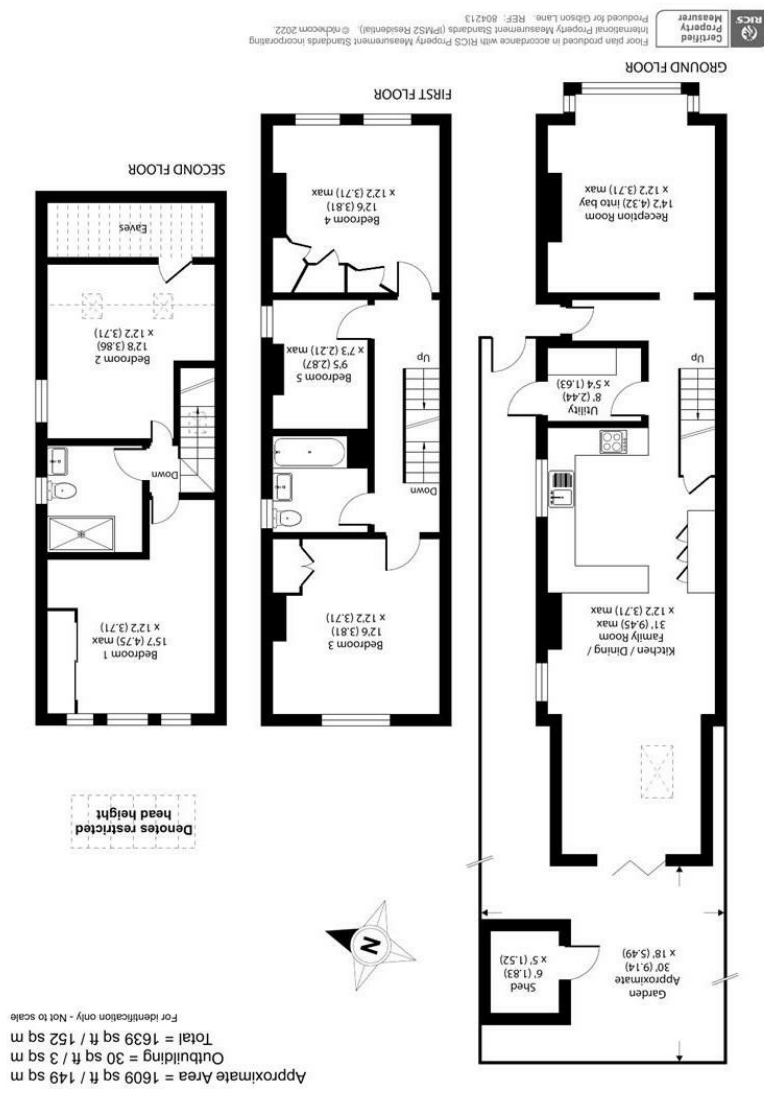 Approximate Area = 1609 sq ft / 149 sq m
Outbuilding = 30 sq ft / 3 sq m
Total = 1639 sq ft / 152 sq m
For identification only - Not to scale
N
Denotes restricted
head height
Garden
Approximate
30' (9.14)
x 18' (5.49)
Shed
6' (1.83)
x 5' (1.52)
Kitchen / Dining /
Family Room
31' (9.45) max
x 12'2 (3.71) max
Utility
8' (2.44)
x 5'4 (1.63)
Up
Reception Room
14'2 (4.32) into bay
x 12'2 (3.71) max
GROUND FLOOR
Bedroom 3
12'6 (3.81)
x 12'2 (3.71)
Down
Up
Bedroom 5
9'5 (2.87)
x 7'3 (2.21) max
Bedroom 4
12'6 (3.81)
x 12'2 (3.71) max
FIRST FLOOR
Bedroom 1
15'7 (4.75) max
x 12'2 (3.71)
Down
Bedroom 2
12'8 (3.86)
x 12'2 (3.71)
Eaves
SECOND FLOOR
RICS
Certified
Property
Measurer
Floor plan produced in accordance with RICS Property Measurement Standards incorporating
International Property Measurement Standards (IPMS2 Residential). © nichecom 2022.
Produced for Gibson Lane. REF: 804213